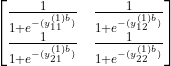 \begin{bmatrix} \frac{1}{1+e^{-(y_{11}^{(1)b})}} & \frac{1}{1+e^{-(y_{12}^{(1)b})}} \\
\frac{1}{1+e^{-(y_{21}^{(1)b})}} & \frac{1}{1+e^{-(y_{22}^{(1)b})}} \end{bmatrix}